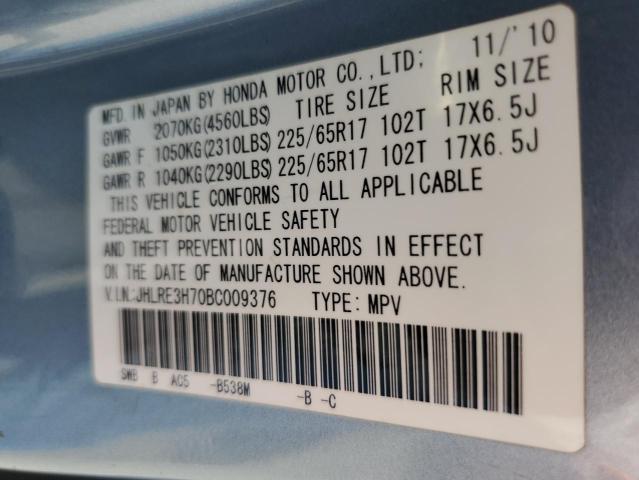 MFD. IN JAPAN BY HONDA MOTOR CO.,LTD; 11/'10
GVWR 2070KG(4560LBS) TIRE SIZE RIM SIZE
GAWR F 1050KG(2310LBS) 225/65R17 102T 17X6.5J
GAWR R 1040KG(2290LBS) 225/65R17 102T 17X6.5J
THIS VEHICLE CONFORMS TO ALL APPLICABLE
FEDERAL MOTOR VEHICLE SAFETY
AND THEFT PREVENTION STANDARDS IN EFFECT
ON THE DATE OF MANUFACTURE SHOWN ABOVE.
V.I.N.:JHLRE3H70BC009376 TYPE: MPV
SWB B AC5 -B538M -B -C